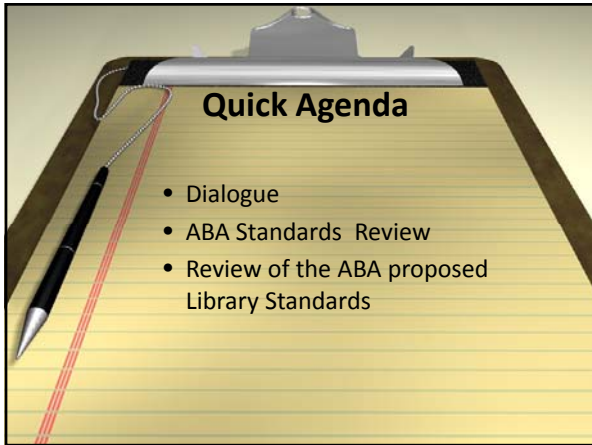 Quick Agenda
• Dialogue
• ABA Standards Review
• Review of the ABA proposed
Library Standards